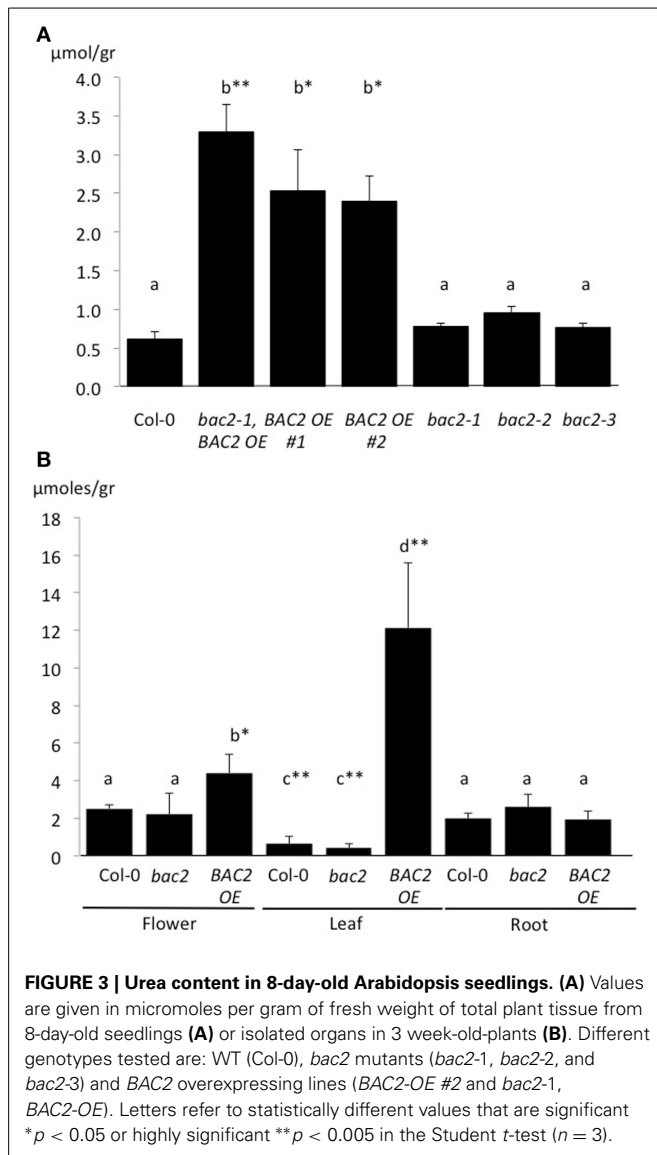 A
µmol/gr
4.0
3.5
3.0
2.5
2.0
1.5
1.0
0.5
0.0
b** b* b*
a a a a
Col-0 bac2-1, BAC2 OE BAC2 OE bac2-1 bac2-2 bac2-3
BAC2 OE #1 #2
B
µmoles/gr
18
16
14
12
10
8
6
4
2
0
d**
b*
a a c** c** a a a
Col-0 bac2 BAC2 Col-0 bac2 BAC2 Col-0 bac2 BAC2
OE OE OE
Flower Leaf Root
FIGURE 3 | Urea content in 8-day-old Arabidopsis seedlings. (A) Values
are given in micromoles per gram of fresh weight of total plant tissue from
8-day-old seedlings (A) or isolated organs in 3 week-old-plants (B). Different
genotypes tested are: WT (Col-0), bac2 mutants (bac2-1, bac2-2, and
bac2-3) and BAC2 overexpressing lines (BAC2-OE #2 and bac2-1,
BAC2-OE). Letters refer to statistically different values that are significant
*p < 0.05 or highly significant **p < 0.005 in the Student t-test (n = 3).